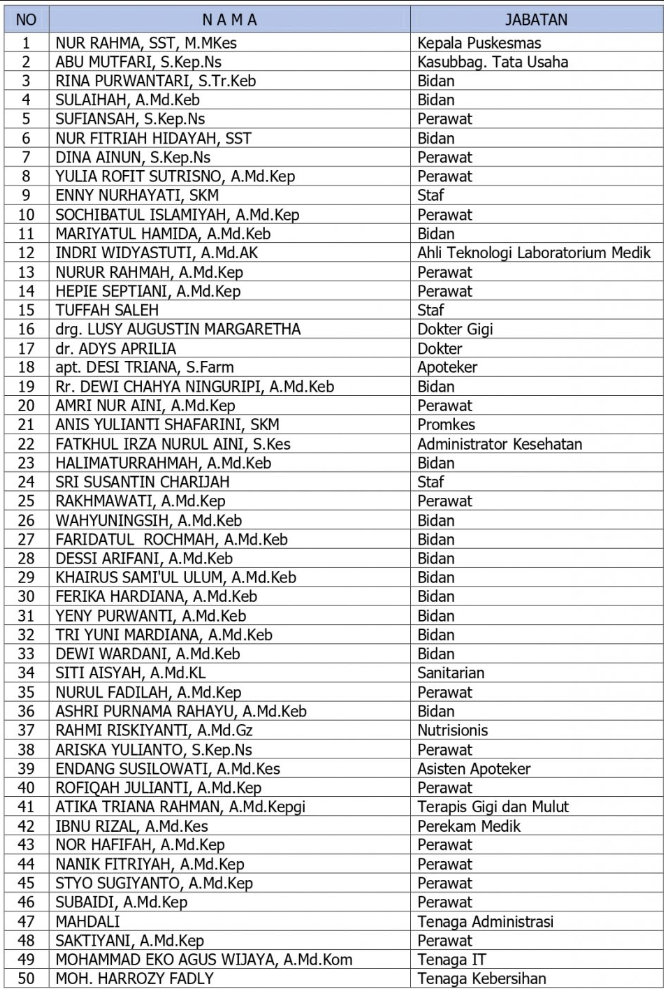 NO N A M A JABATAN
1 NUR RAHMA, SST, M.MKes Kepala Puskesmas
2 ABU MUTFARI, S.Kep.Ns Kasubbag. Tata Usaha
3 RINA PURWANTARI, S.Tr.Keb Bidan
4 SULAIHAH, A.Md.Keb Bidan
5 SUFIANSAH, S.Kep.Ns Perawat
6 NUR FITRIAH HIDAYAH, SST Bidan
7 DINA AINUN, S.Kep.Ns Perawat
8 YULIA ROFIT SUTRISNO, A.Md.Kep Perawat
9 ENNY NURHAYATI, SKM Staf
10 SOCHIBATUL ISLAMIYAH, A.Md.Kep Perawat
11 MARIYATUL HAMIDA, A.Md.Keb Bidan
12 INDRI WIDYASTUTI, A.Md.AK Ahli Teknologi Laboratorium Medik
13 NURUR RAHMAH, A.Md.Kep Perawat
14 HEPIE SEPTIANI, A.Md.Kep Perawat
15 TUFFAH SALEH Staf
16 drg. LUSY AUGUSTIN MARGARETHA Dokter Gigi
17 dr. ADYS APRILIA Dokter
18 apt. DESI TRIANA, S.Farm Apoteker
19 Rr. DEWI CHAHYA NINGURIPI, A.Md.Keb Bidan
20 AMRI NUR AINI, A.Md.Kep Perawat
21 ANIS YULIANTI SHAFARINI, SKM Promkes
22 FATKHUL IRZA NURUL AINI, S.Kes Administrator Kesehatan
23 HALIMATURRAHMAH, A.Md.Keb Bidan
24 SRI SUSANTIN CHARIJAH Staf
25 RAKHMAWATI, A.Md.Kep Perawat
26 WAHYUNINGSIH, A.Md.Keb Bidan
27 FARIDATUL ROCHMAH, A.Md.Keb Bidan
28 DESSI ARIFANI, A.Md.Keb Bidan
29 KHAIRUS SAMI'UL ULUM, A.Md.Keb Bidan
30 FERIKA HARDIANA, A.Md.Keb Bidan
31 YENY PURWANTI, A.Md.Keb Bidan
32 TRI YUNI MARDIANA, A.Md.Keb Bidan
33 DEWI WARDANI, A.Md.Keb Bidan
34 SITI AISYAH, A.Md.KL Sanitarian
35 NURUL FADILAH, A.Md.Kep Perawat
36 ASHRI PURNAMA RAHAYU, A.Md.Keb Bidan
37 RAHMI RISKIYANTI, A.Md.Gz Nutrisionis
38 ARISKA YULIANTO, S.Kep.Ns Perawat
39 ENDANG SUSILOWATI, A.Md.Kes Asisten Apoteker
40 ROFIQAH JULIANTI, A.Md.Kep Perawat
41 ATIKA TRIANA RAHMAN, A.Md.Kepgi Terapis Gigi dan Mulut
42 IBNU RIZAL, A.Md.Kes Perekam Medik
43 NOR HAFIFAH, A.Md.Kep Perawat
44 NANIK FITRIYAH, A.Md.Kep Perawat
45 STYO SUGIYANTO, A.Md.Kep Perawat
46 SUBAIDI, A.Md.Kep Perawat
47 MAHDALI Tenaga Administrasi
48 SAKTIYANI, A.Md.Kep Perawat
49 MOHAMMAD EKO AGUS WIJAYA, A.Md.Kom Tenaga IT
50 MOH. HARROZY FADLY Tenaga Kebersihan